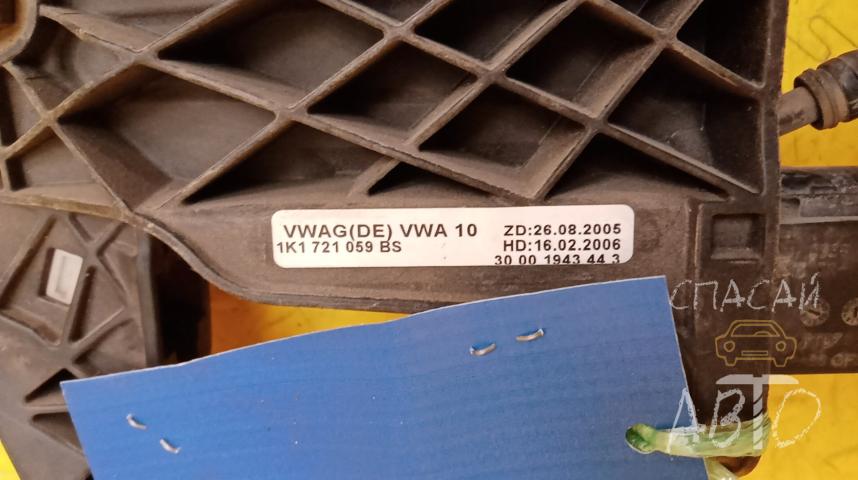 VWAG(DE) VWA 10
1K1 721 059 BS
ZD:26.08.2005
HD:16.02.2006
30 00 1943 44 3
СПАСАЙ
АВТО